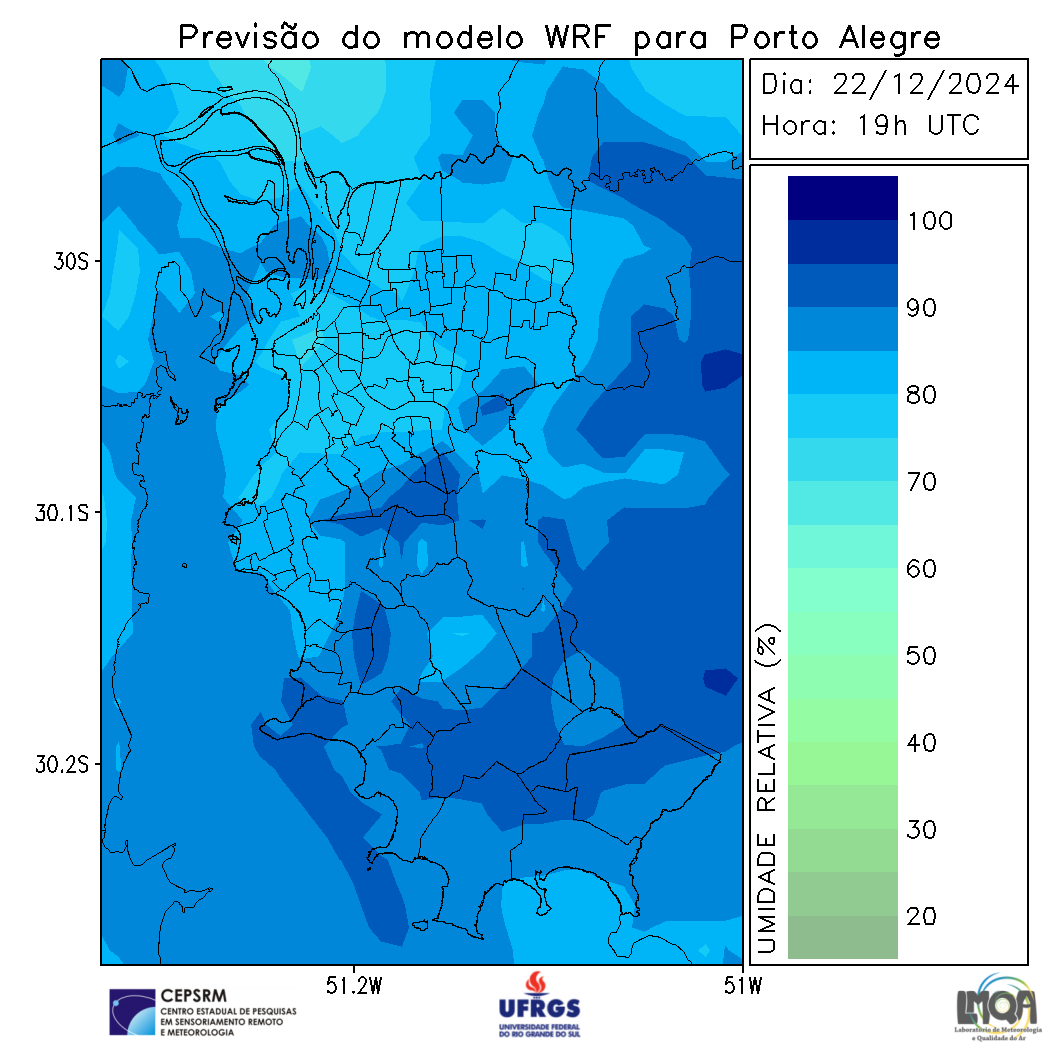 Previsão do modelo WRF para Porto Alegre
Dia: 22/12/2024
Hora: 19h UTC
30S
30.1S
30.2S
51.2W
51W
100
90
80
70
60
50
40
30
20
UMIDADE RELATIVA (%)
CEPSRM
CENTRO ESTADUAL DE PESQUISAS
EM SENSORIAMENTO REMOTO
E METEOROLOGIA
UFRGS
UNIVERSIDADE FEDERAL
DO RIO GRANDE DO SUL
LMQA
Laboratório de Meteorologia
e Qualidade do Ar